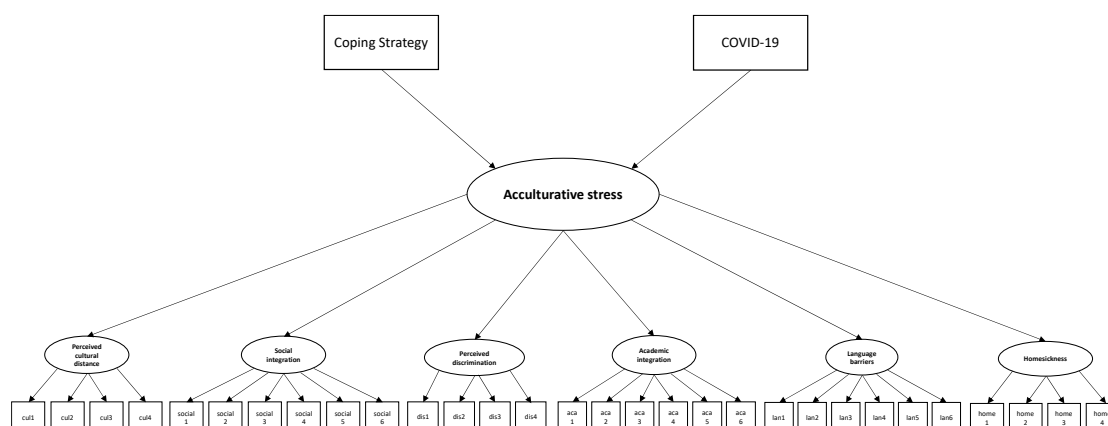 Coping Strategy
COVID-19
Acculturative stress
Perceived
cultural
distance
Social
integration
Perceived
discrimination
Academic
integration
Language
barriers
Homesickness
cul1
cul2
cul3
cul4
social
1
social
2
social
3
social
4
social
5
social
6
dis1
dis2
dis3
dis4
aca
1
aca
2
aca
3
aca
4
aca
5
aca
6
lan1
lan2
lan3
lan4
lan5
lan6
home
1
home
2
home
3
home
4